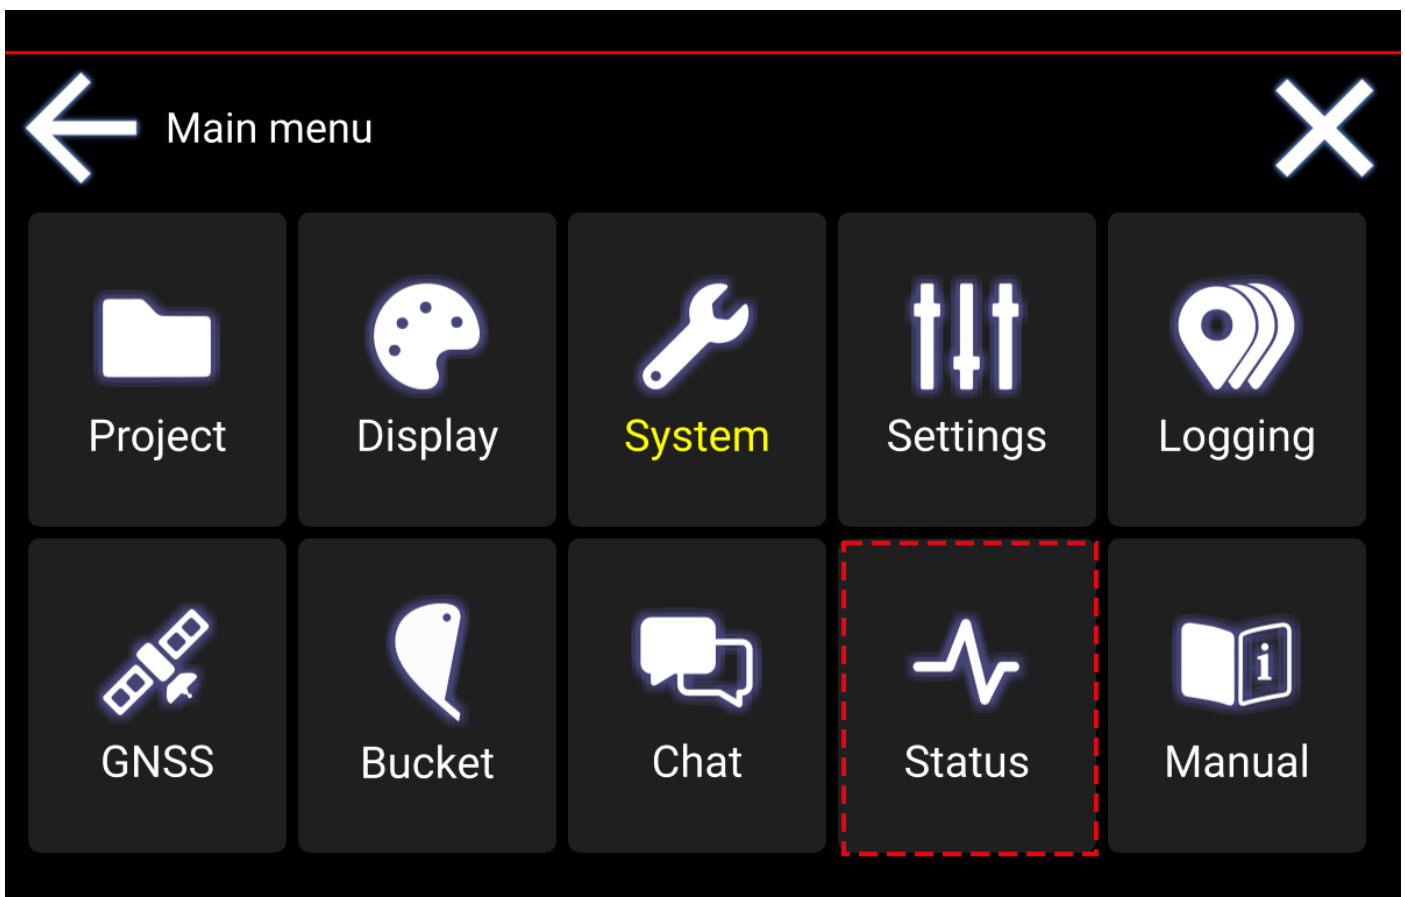 Main menu
Project
Display
System
Settings
Logging
GNSS
Bucket
Chat
Status
Manual